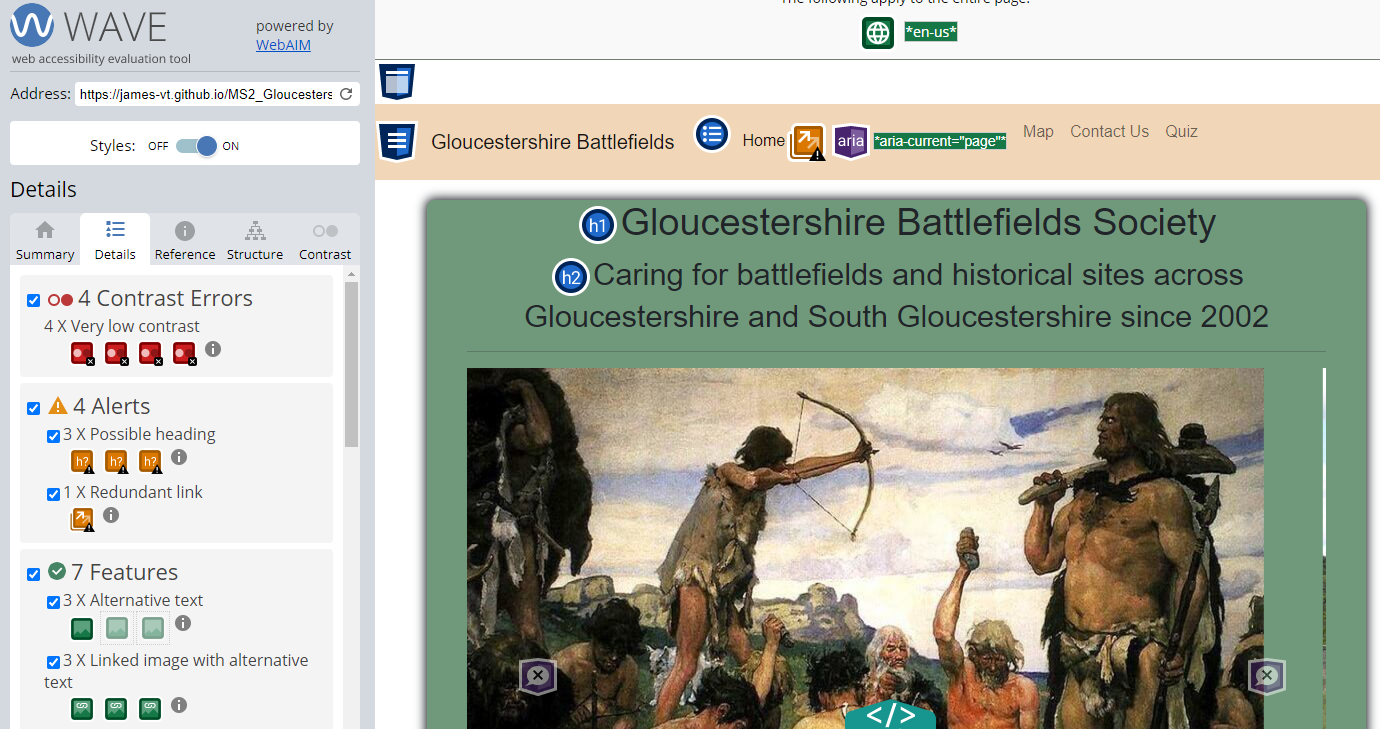 WAVE
powered by
WebAIM
web accessibility evaluation tool
Address: https://james-vt.github.io/MS2_Gloucesters
Styles: OFF ON
Details
Summary Details Reference Structure Contrast
4 Contrast Errors
4 X Very low contrast
4 Alerts
3 X Possible heading
h? h? h?
1 X Redundant link
7 Features
3 X Alternative text
3 X Linked image with alternative
text
The following apply to the entire page:
*en-us*
Gloucestershire Battlefields Home aria *aria-current="page"* Map Contact Us Quiz
h1 Gloucestershire Battlefields Society
h2 Caring for battlefields and historical sites across
Gloucestershire and South Gloucestershire since 2002
</>